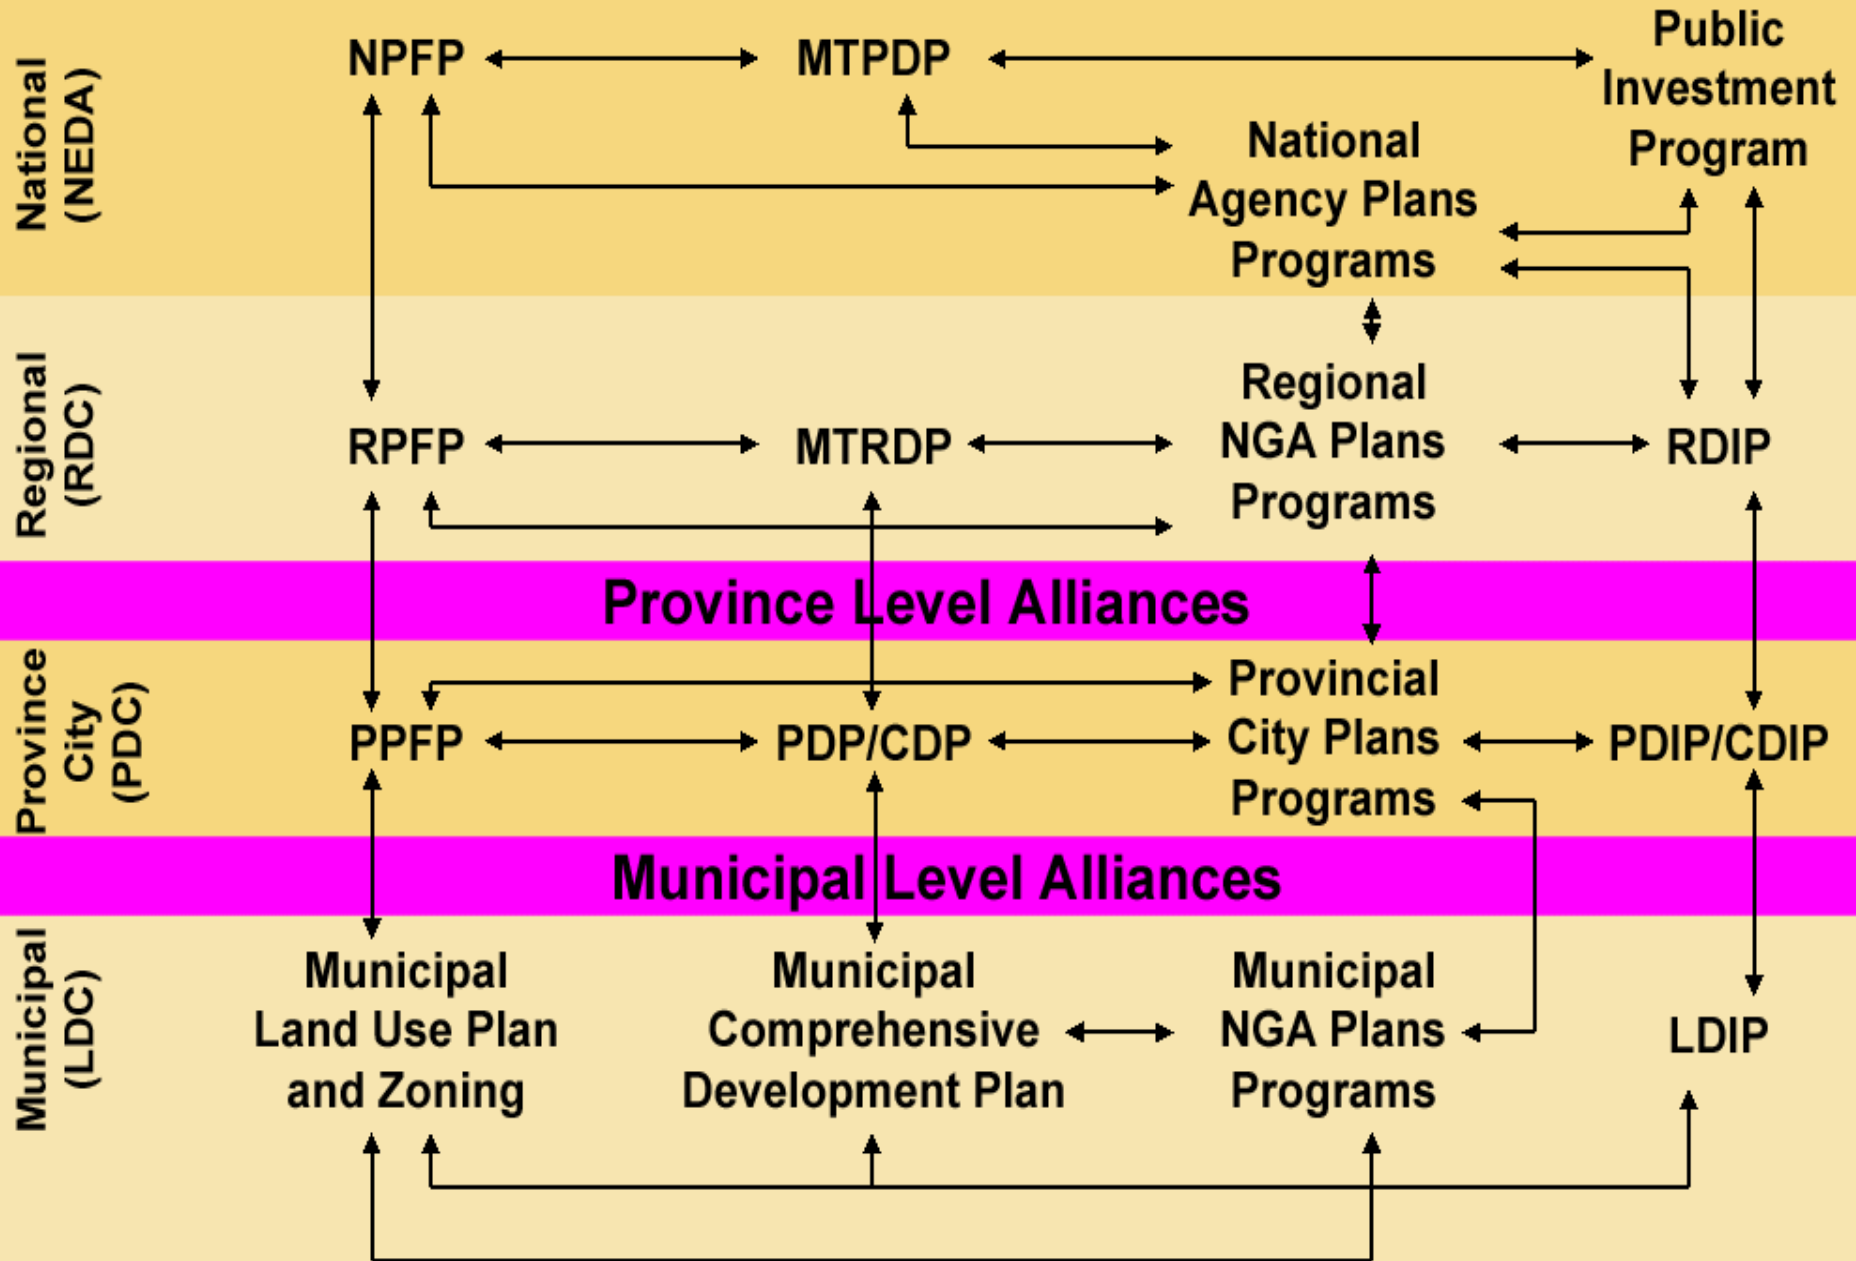 National
(NEDA)
NPFP
MTPDP
Public
Investment
Program
National
Agency Plans
Programs
Regional
(RDC)
RPFP
MTRDP
Regional
NGA Plans
Programs
RDIP
Province Level Alliances
Province
City
(PDC)
PPFP
PDP/CDP
Provincial
City Plans
Programs
PDIP/CDIP
Municipal Level Alliances
Municipal
(LDC)
Municipal
Land Use Plan
and Zoning
Municipal
Comprehensive
Development Plan
Municipal
NGA Plans
Programs
LDIP